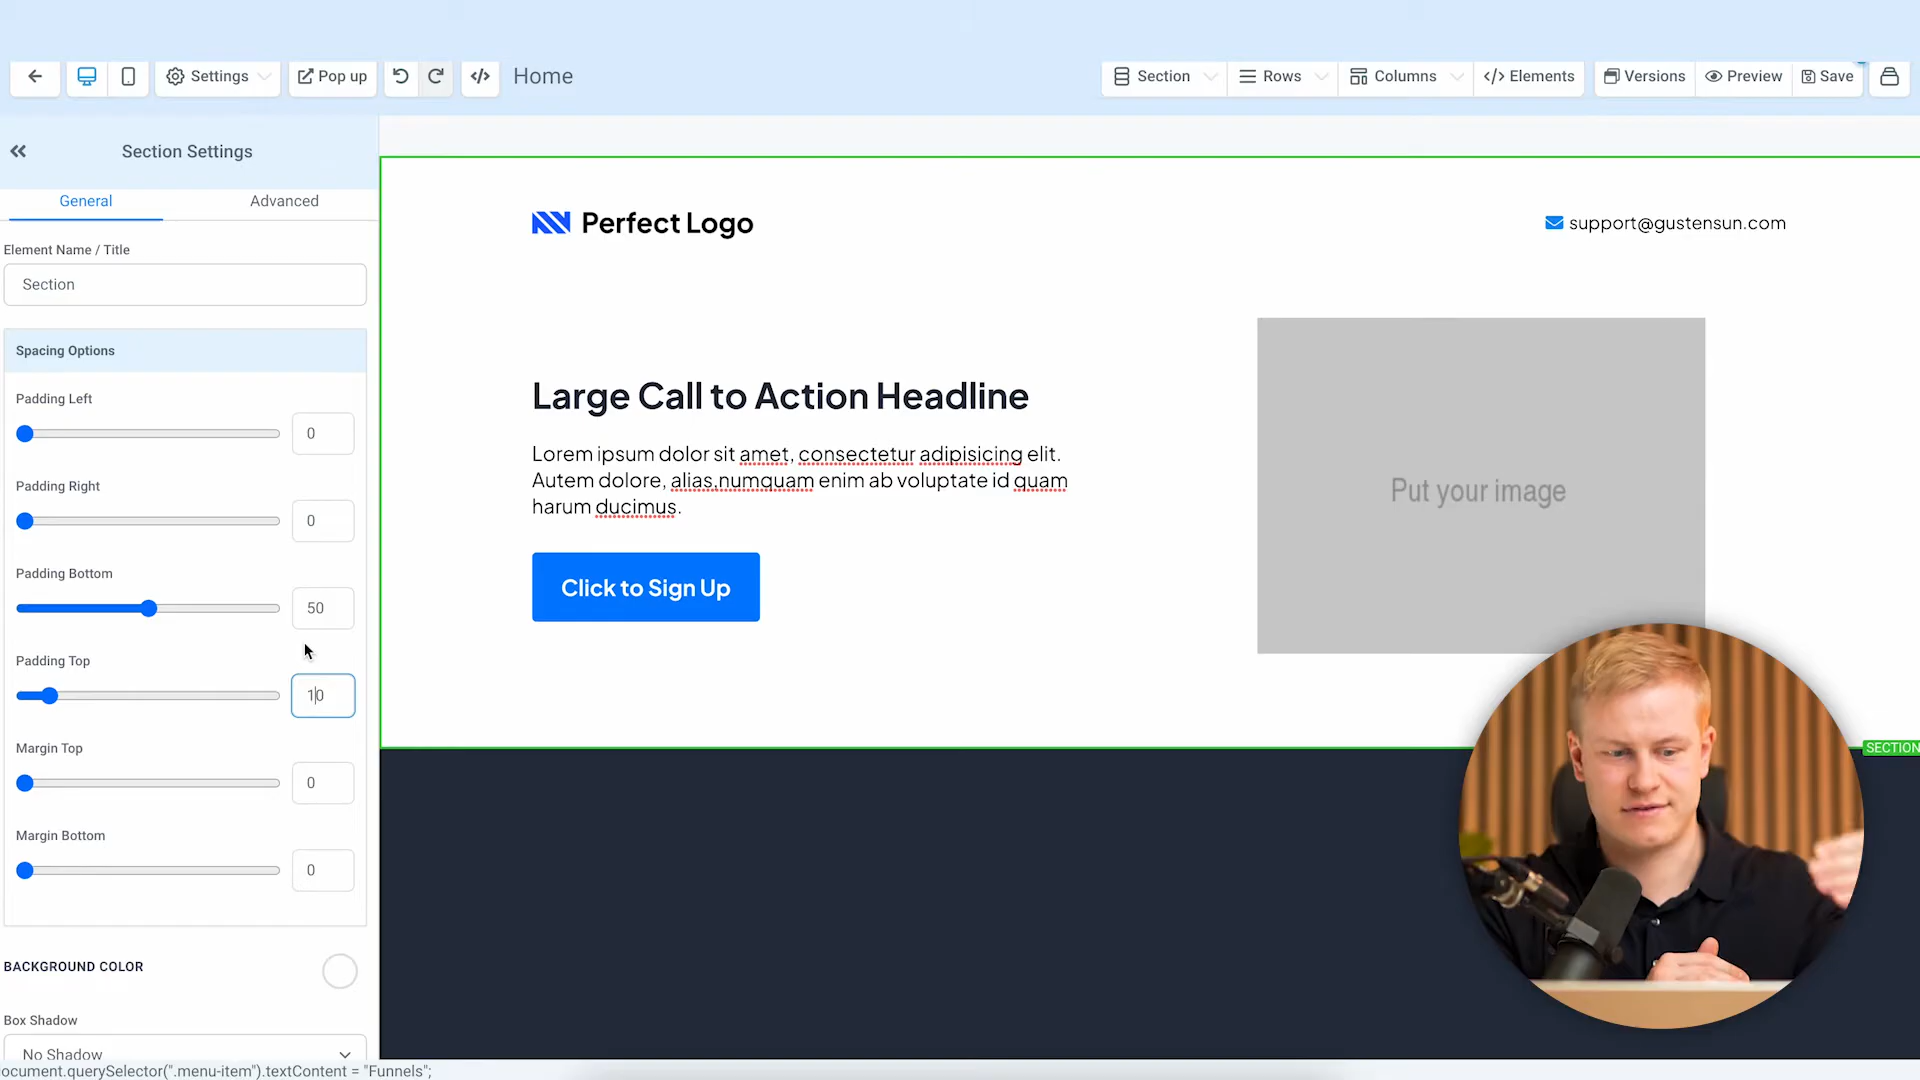 Settings
Pop up
Home
Section
Rows
Columns
Elements
Versions
Preview
Save
Section Settings
General
Advanced
Element Name / Title
Section
Spacing Options
Padding Left
0
Padding Right
0
Padding Bottom
50
Padding Top
10
Margin Top
0
Margin Bottom
0
BACKGROUND COLOR
Box Shadow
No Shadow
ocument.querySelector(".menu-item").textContent = "Funnels";
Perfect Logo
support@gustensun.com
Large Call to Action Headline
Lorem ipsum dolor sit amet, consectetur adipisicing elit.
Autem dolore, alias,numquam enim ab voluptate id quam
harum ducimus.
Click to Sign Up
Put your image
SECTION